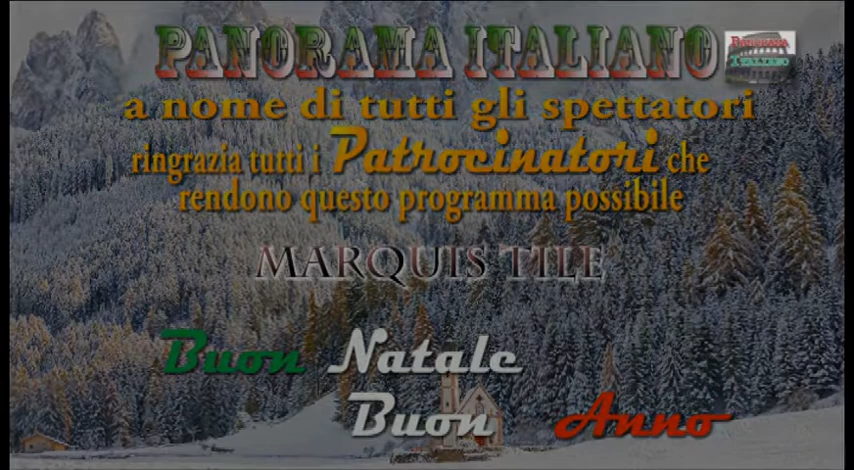 PANORAMA ITALIANO
a nome di tutti gli spettatori
ringrazia tutti i Patrocinatori che
rendono questo programma possibile
MARQUIS TILE
Buon Natale
Buon Anno
ITALIANO